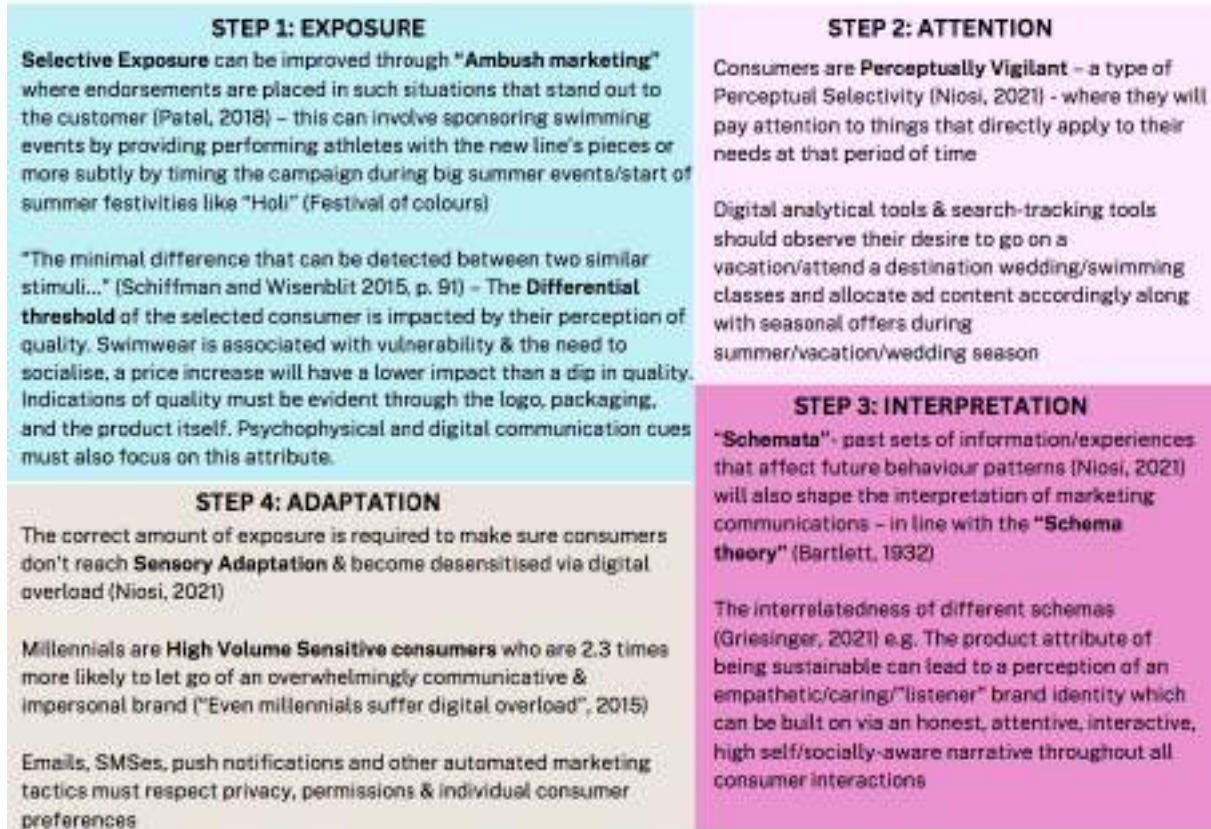 STEP 1: EXPOSURE
Selective Exposure can be improved through "Ambush marketing"
where endorsements are placed in such situations that stand out to
the customer (Patel, 2018) – this can involve sponsoring swimming
events by providing performing athletes with the new line's pieces or
more subtly by timing the campaign during big summer events/start of
summer festivities like "Holi" (Festival of colours)
"The minimal difference that can be detected between two similar
stimuli..." (Schiffman and Wisenblit 2015, p. 91) – The Differential
threshold of the selected consumer is impacted by their perception of
quality. Swimwear is associated with vulnerability & the need to
socialise, a price increase will have a lower impact than a dip in quality.
Indications of quality must be evident through the logo, packaging,
and the product itself. Psychophysical and digital communication cues
must also focus on this attribute.
STEP 2: ATTENTION
Consumers are Perceptually Vigilant – a type of
Perceptual Selectivity (Niosi, 2021) - where they will
pay attention to things that directly apply to their
needs at that period of time
Digital analytical tools & search-tracking tools
should observe their desire to go on a
vacation/attend a destination wedding/swimming
classes and allocate ad content accordingly along
with seasonal offers during
summer/vacation/wedding season
STEP 3: INTERPRETATION
"Schemata"- past sets of information/experiences
that affect future behaviour patterns (Niosi, 2021)
will also shape the interpretation of marketing
communications – in line with the "Schema
theory" (Bartlett, 1932)
The interrelatedness of different schemas
(Griesinger, 2021) e.g. The product attribute of
being sustainable can lead to a perception of an
empathetic/caring/"listener" brand identity which
can be built on via an honest, attentive, interactive,
high self/socially-aware narrative throughout all
consumer interactions
STEP 4: ADAPTATION
The correct amount of exposure is required to make sure consumers
don't reach Sensory Adaptation & become desensitised via digital
overload (Niosi, 2021)
Millennials are High Volume Sensitive consumers who are 2.3 times
more likely to let go of an overwhelmingly communicative &
impersonal brand ("Even millennials suffer digital overload", 2015)
Emails, SMSes, push notifications and other automated marketing
tactics must respect privacy, permissions & individual consumer
preferences